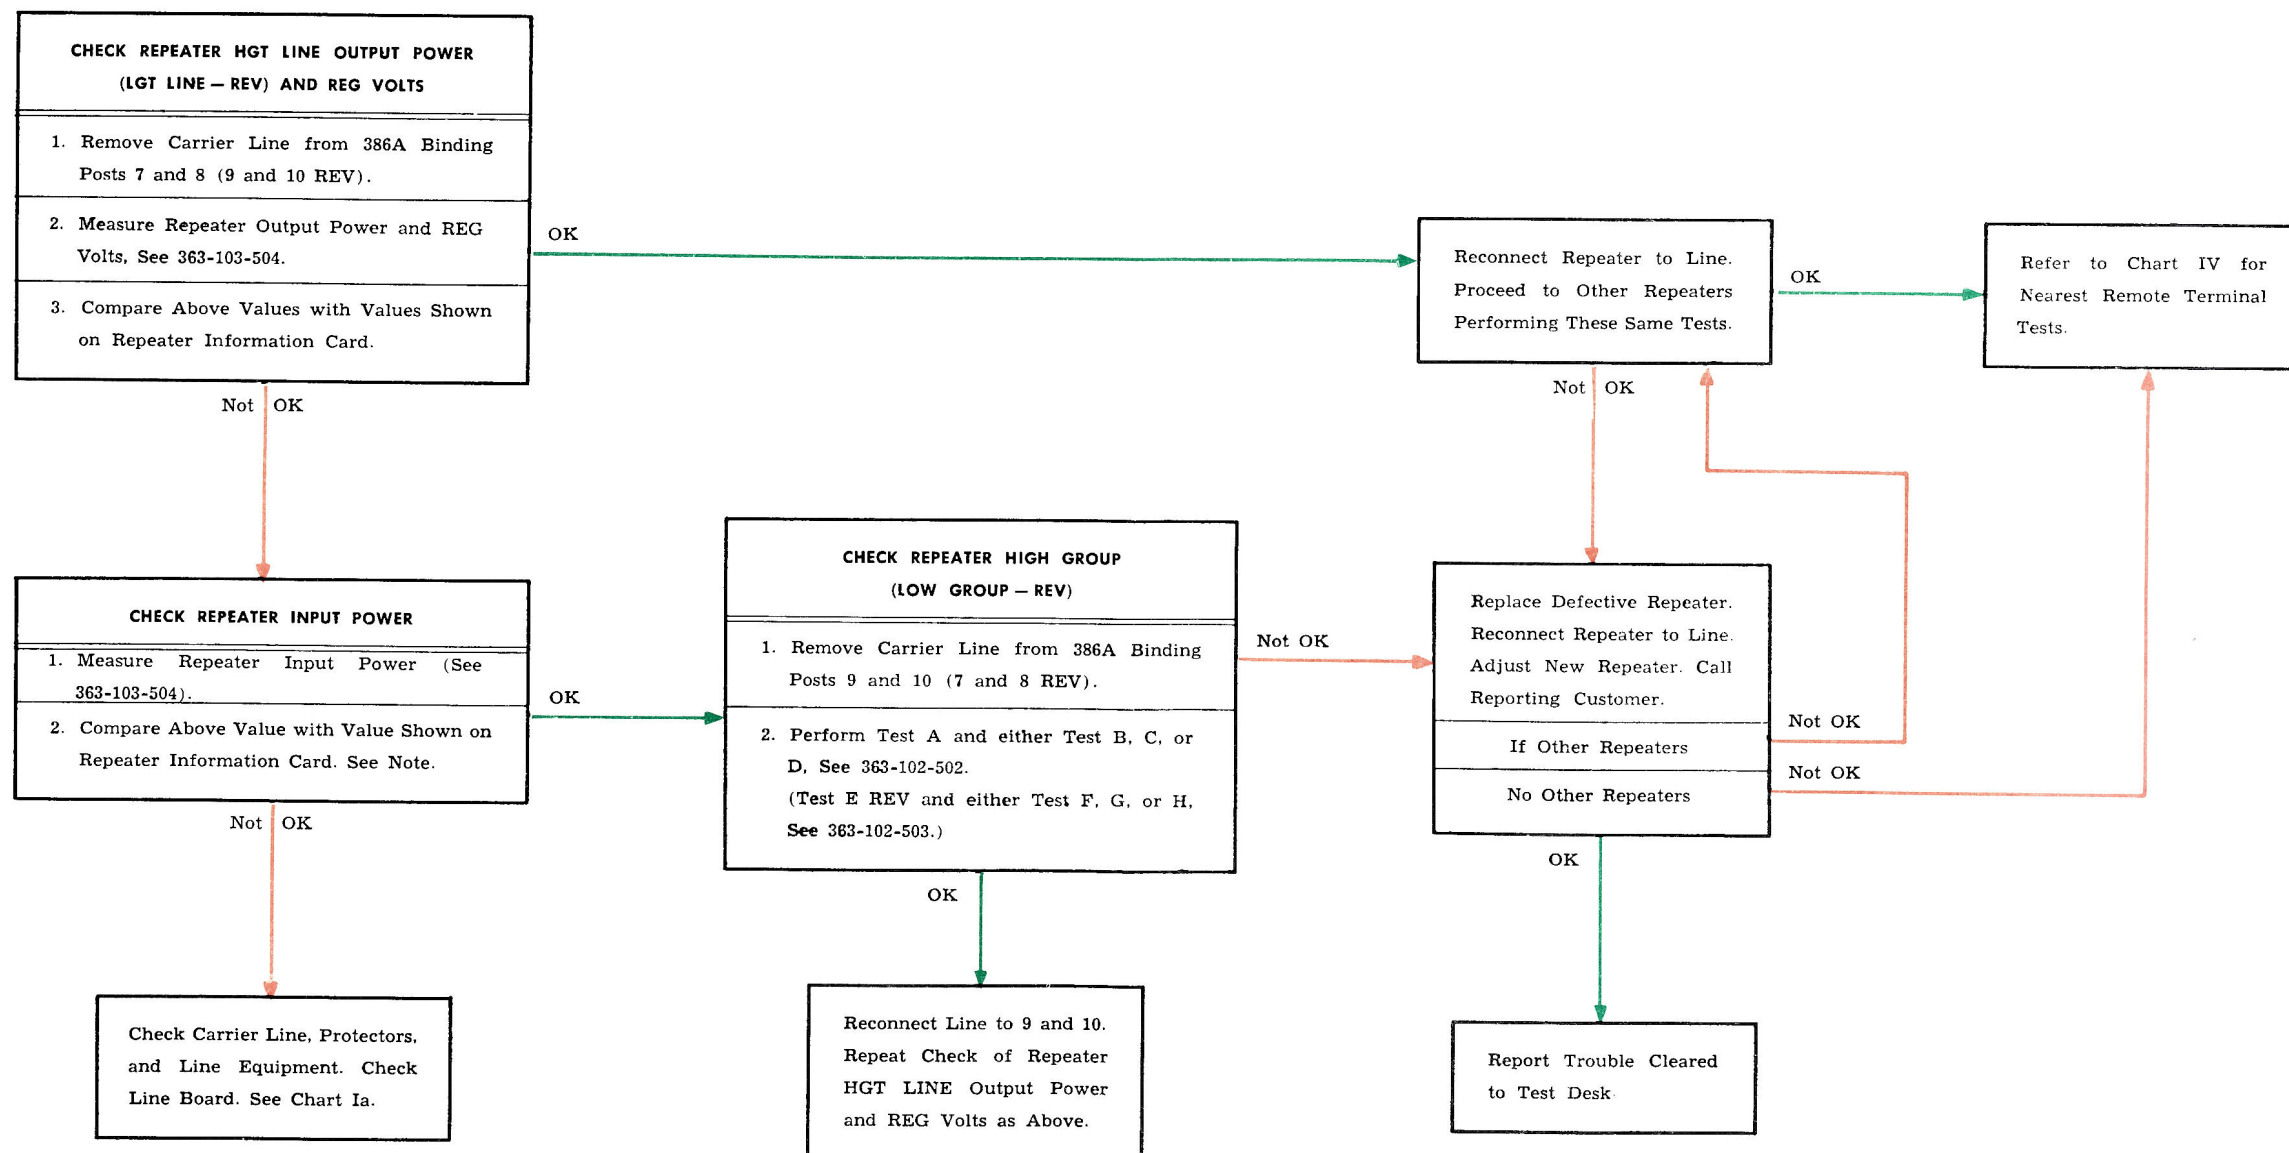 CHECK REPEATER HGT LINE OUTPUT POWER
(LGT LINE — REV) AND REG VOLTS
1. Remove Carrier Line from 386A Binding
Posts 7 and 8 (9 and 10 REV).
2. Measure Repeater Output Power and REG
Volts, See 363-103-504.
3. Compare Above Values with Values Shown
on Repeater Information Card.
OK
Not OK
Reconnect Repeater to Line.
Proceed to Other Repeaters
Performing These Same Tests.
OK
Not OK
Refer to Chart IV for
Nearest Remote Terminal
Tests.
CHECK REPEATER INPUT POWER
1. Measure Repeater Input Power (See
363-103-504).
2. Compare Above Value with Value Shown on
Repeater Information Card. See Note.
OK
Not OK
CHECK REPEATER HIGH GROUP
(LOW GROUP — REV)
1. Remove Carrier Line from 386A Binding
Posts 9 and 10 (7 and 8 REV).
2. Perform Test A and either Test B, C, or
D, See 363-102-502.
(Test E REV and either Test F, G, or H,
See 363-102-503.)
Not OK
OK
Replace Defective Repeater.
Reconnect Repeater to Line.
Adjust New Repeater. Call
Reporting Customer.
If Other Repeaters
No Other Repeaters
Not OK
Not OK
OK
Check Carrier Line, Protectors,
and Line Equipment. Check
Line Board. See Chart Ia.
Reconnect Line to 9 and 10.
Repeat Check of Repeater
HGT LINE Output Power
and REG Volts as Above.
Report Trouble Cleared
to Test Desk